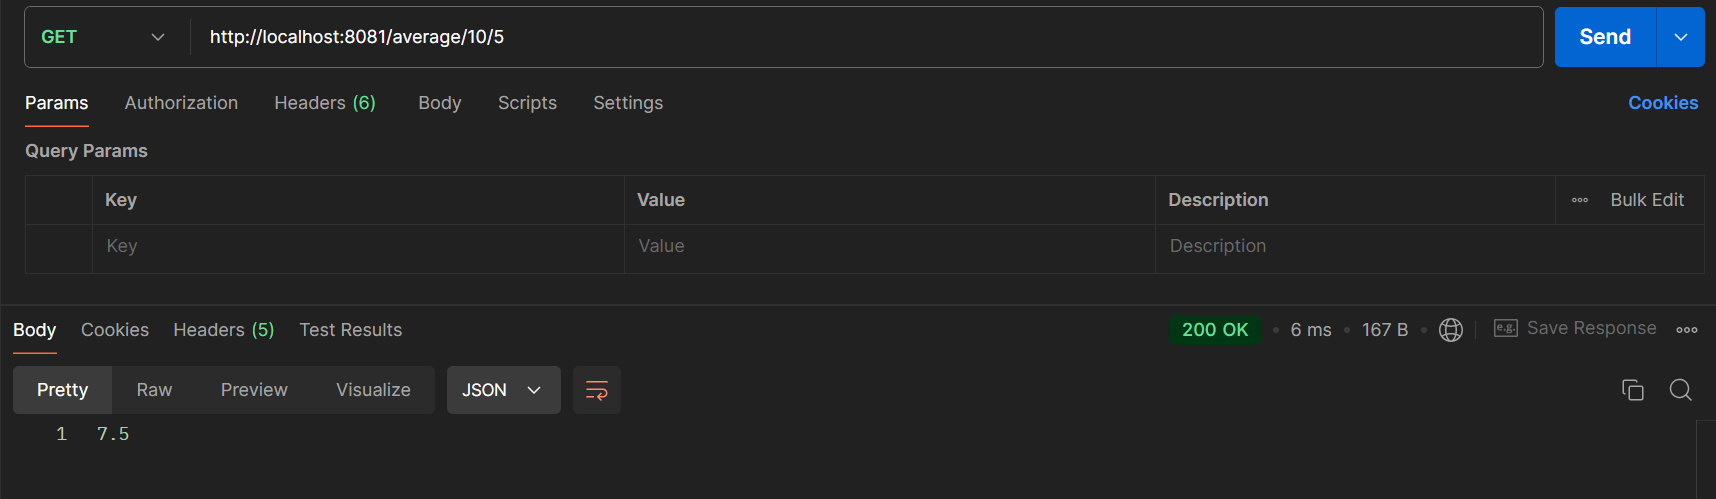 GET http://localhost:8081/average/10/5 Send
Params Authorization Headers (6) Body Scripts Settings Cookies
Query Params
Key Value Description Bulk Edit
Key Value Description
Body Cookies Headers (5) Test Results 200 OK 6 ms 167 B e.g. Save Response
Pretty Raw Preview Visualize JSON
1 7.5